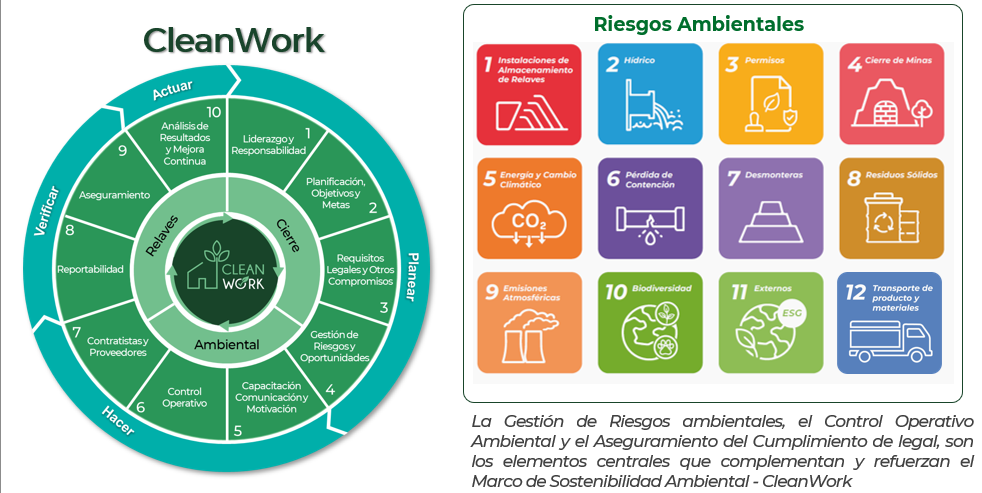 CleanWork
Actuar
Planear
Hacer
Verificar
1
Liderazgo y
Responsabilidad
Planificación,
Objetivos y
Metas
2
Requisitos
Legales y Otros
Compromisos
3
Gestión de
Riesgos y
Oportunidades
4
Capacitación
Comunicación y
Motivación
5
Control
Operativo
6
7
Contratistas y
Proveedores
8
Reportabilidad
9
Aseguramiento
10
Análisis de
Resultados
y Mejora
Continua
Relaves
Cierre
Ambiental
CLEAN
WORK
Riesgos Ambientales
1 Instalaciones de
Almacenamiento
de Relaves
2 Hídrico
3 Permisos
4 Cierre de Minas
5 Energía y Cambio
Climático
CO₂
6 Pérdida de
Contención
7 Desmonteras
8 Residuos Sólidos
9 Emisiones
Atmosféricas
10 Biodiversidad
11 Externos
ESG
12 Transporte de
producto y
materiales
La Gestión de Riesgos ambientales, el Control Operativo
Ambiental y el Aseguramiento del Cumplimiento de legal, son
los elementos centrales que complementan y refuerzan el
Marco de Sostenibilidad Ambiental - CleanWork